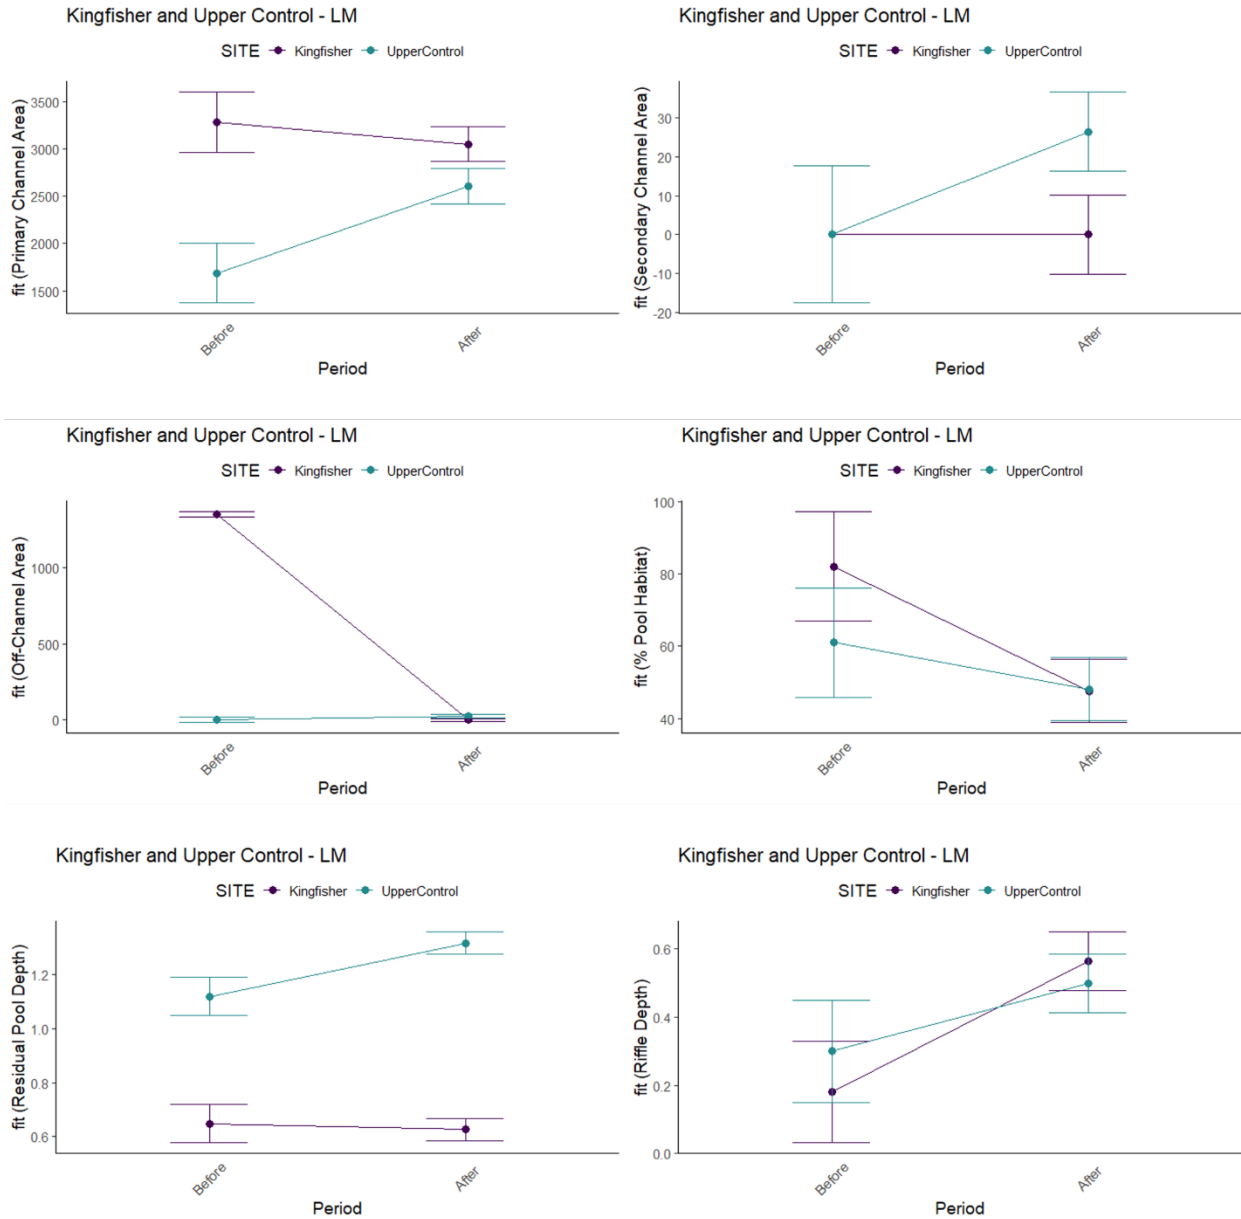 Kingfisher and Upper Control - LM
SITE Kingfisher UpperControl
fit (Primary Channel Area)
3500
3000
2500
2000
1500
Before
After
Period
Kingfisher and Upper Control - LM
SITE Kingfisher UpperControl
fit (Secondary Channel Area)
30
20
10
0
-10
-20
Before
After
Period
Kingfisher and Upper Control - LM
SITE Kingfisher UpperControl
fit (Off-Channel Area)
1000
500
0
Before
After
Period
Kingfisher and Upper Control - LM
SITE Kingfisher UpperControl
fit (% Pool Habitat)
100
80
60
40
Before
After
Period
Kingfisher and Upper Control - LM
SITE Kingfisher UpperControl
fit (Residual Pool Depth)
1.2
1.0
0.8
0.6
Before
After
Period
Kingfisher and Upper Control - LM
SITE Kingfisher UpperControl
fit (Riffle Depth)
0.6
0.4
0.2
0.0
Before
After
Period